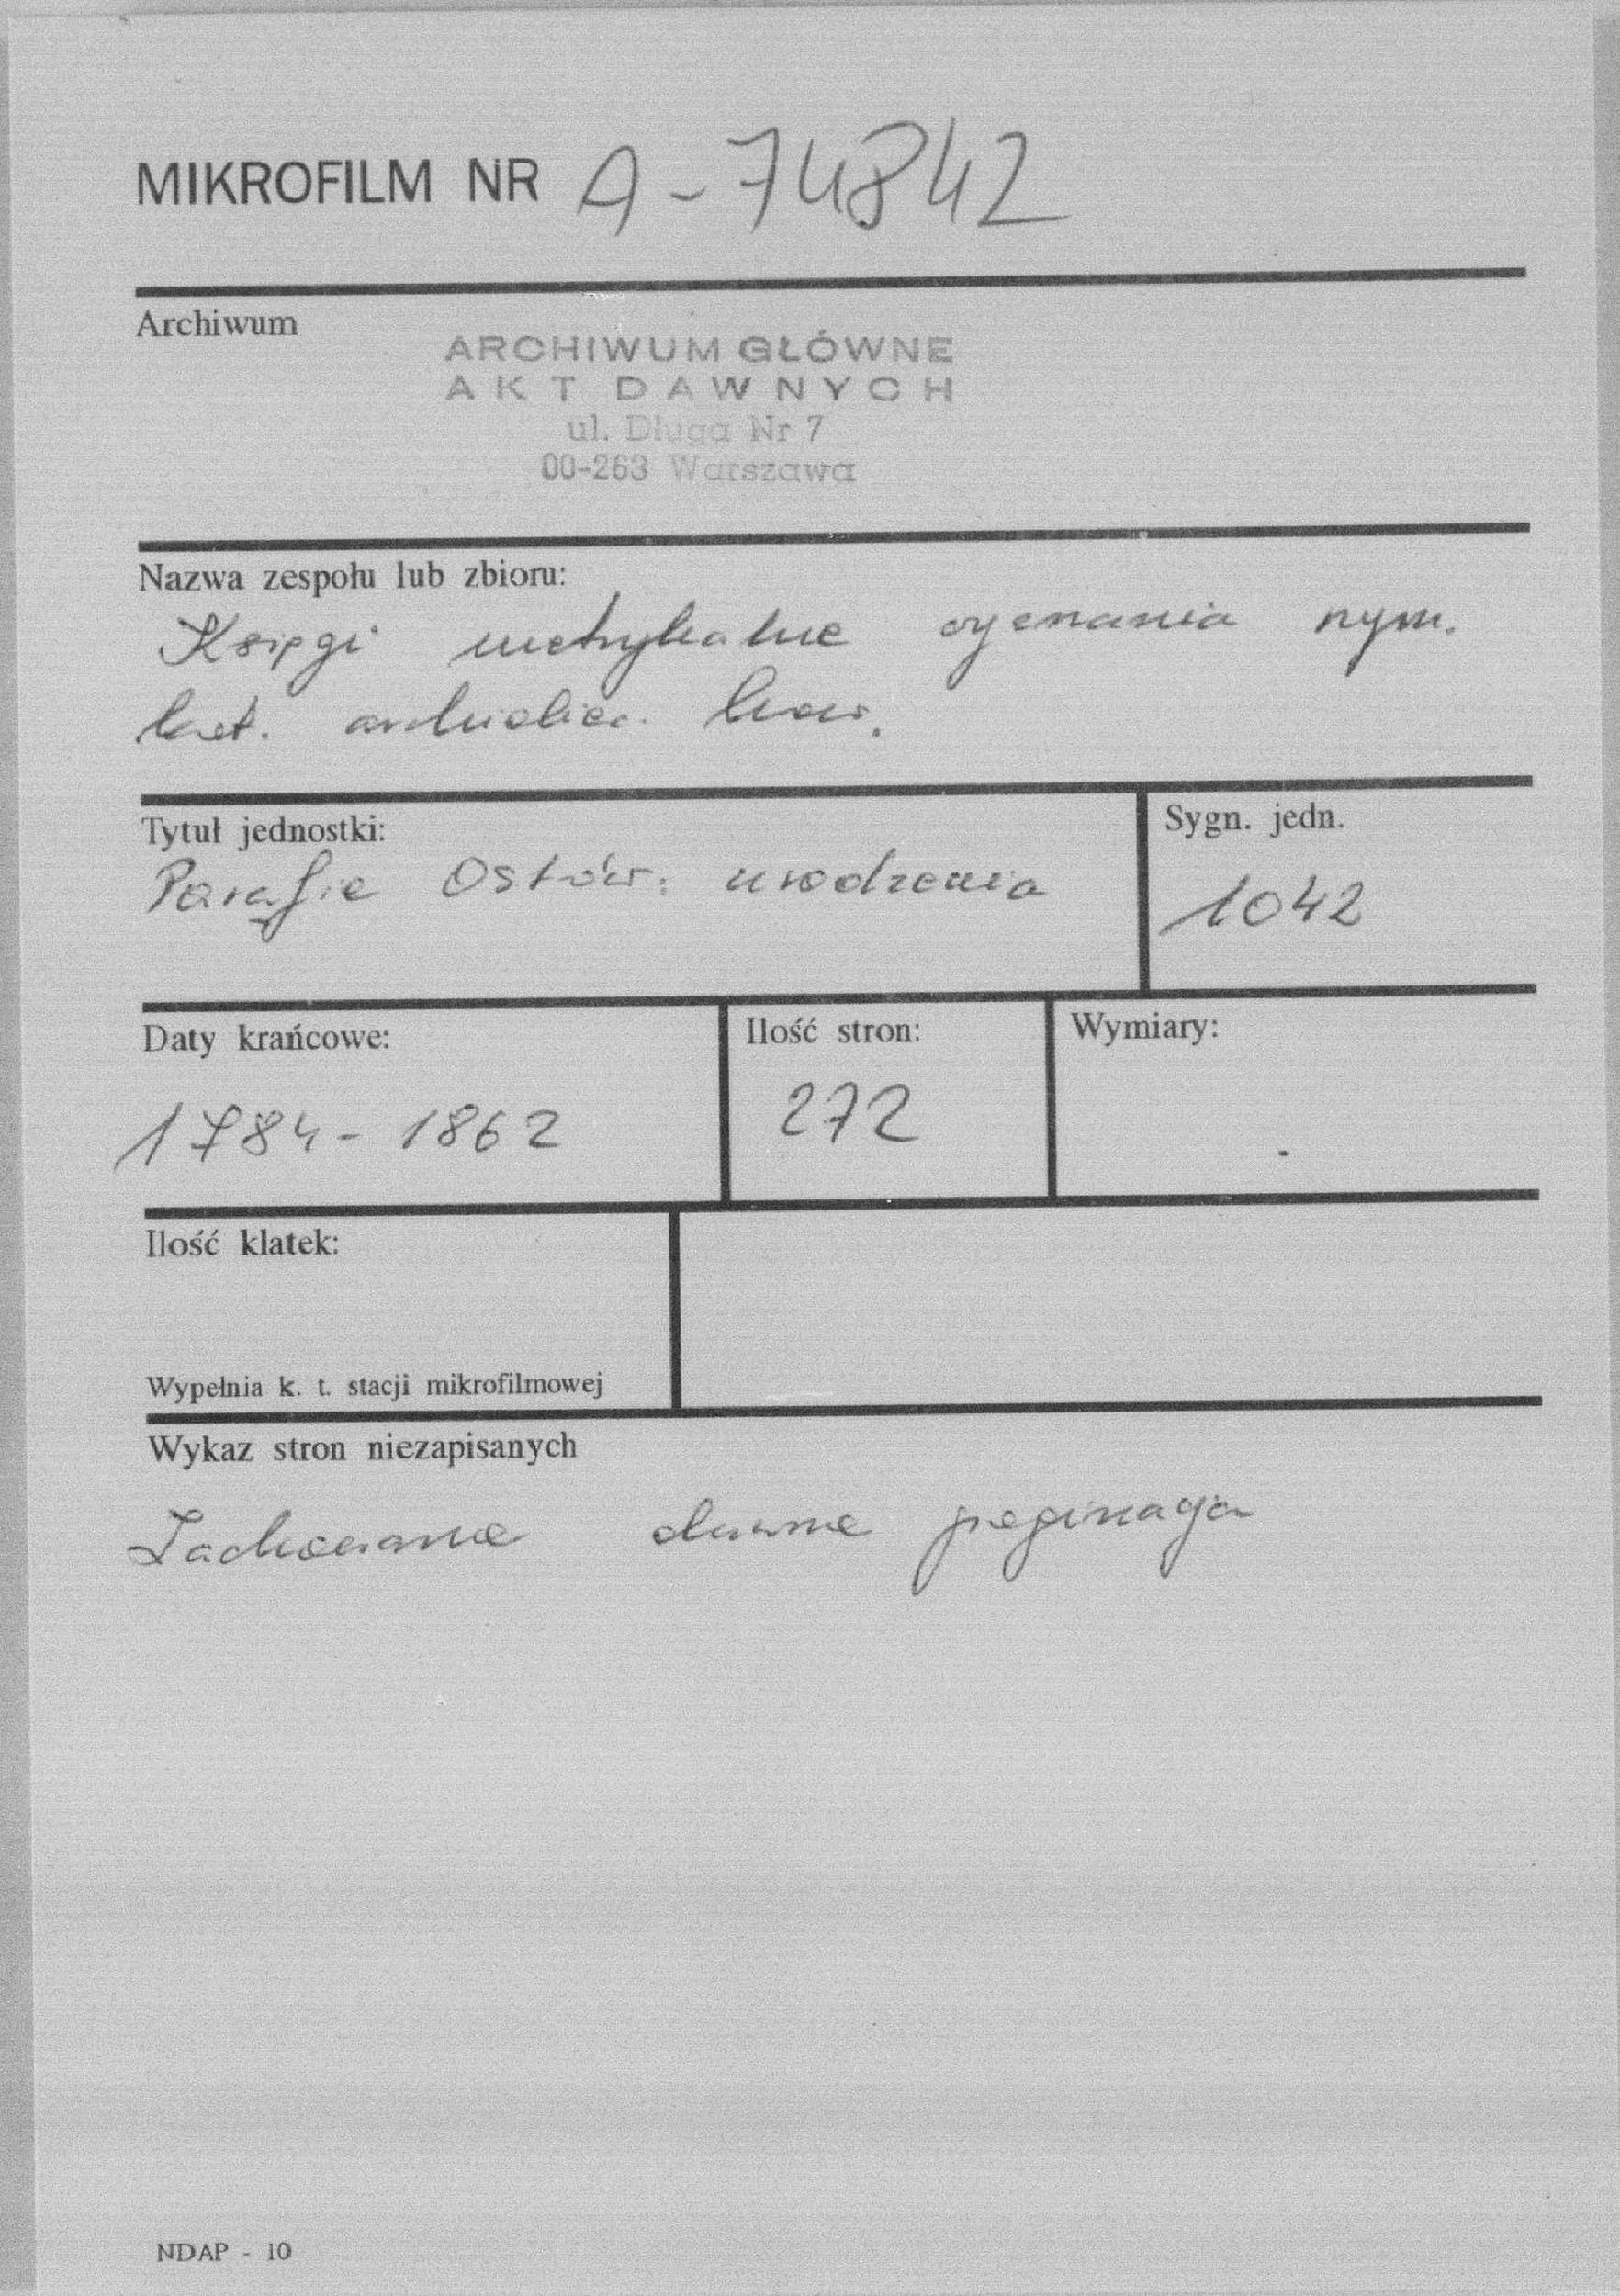 MIKROFILM NR A-74842
Archiwum
ARCHIWUM GŁÓWNE
AKT DAWNYCH
ul. Długa Nr 7
00-263 Warszawa
Nazwa zespołu lub zbioru:
Księgi metrykalne wyznania rzym.
kat. archidiec. lwow.
Tytuł jednostki:
Parafie Ostów: urodzenia
Sygn. jedn.
1042
Daty krańcowe:
1784-1862
Ilość stron:
272
Wymiary:
Ilość klatek:
Wypełnia k. t. stacji mikrofilmowej
Wykaz stron niezapisanych
Zachowana dawna paginacja
NDAP - 10